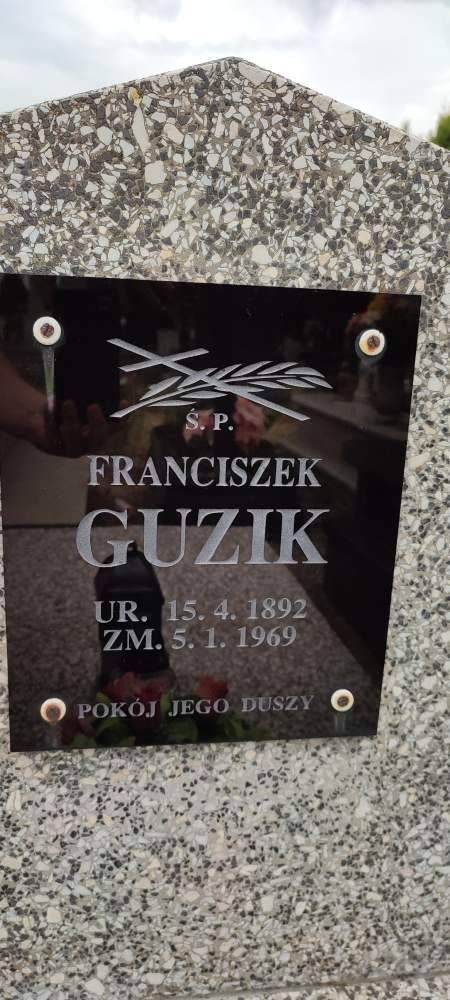 Ś. P.
FRANCISZEK
GUZIK
UR. 15. 4. 1892
ZM. 5. 1. 1969
POKÓJ JEGO DUSZY